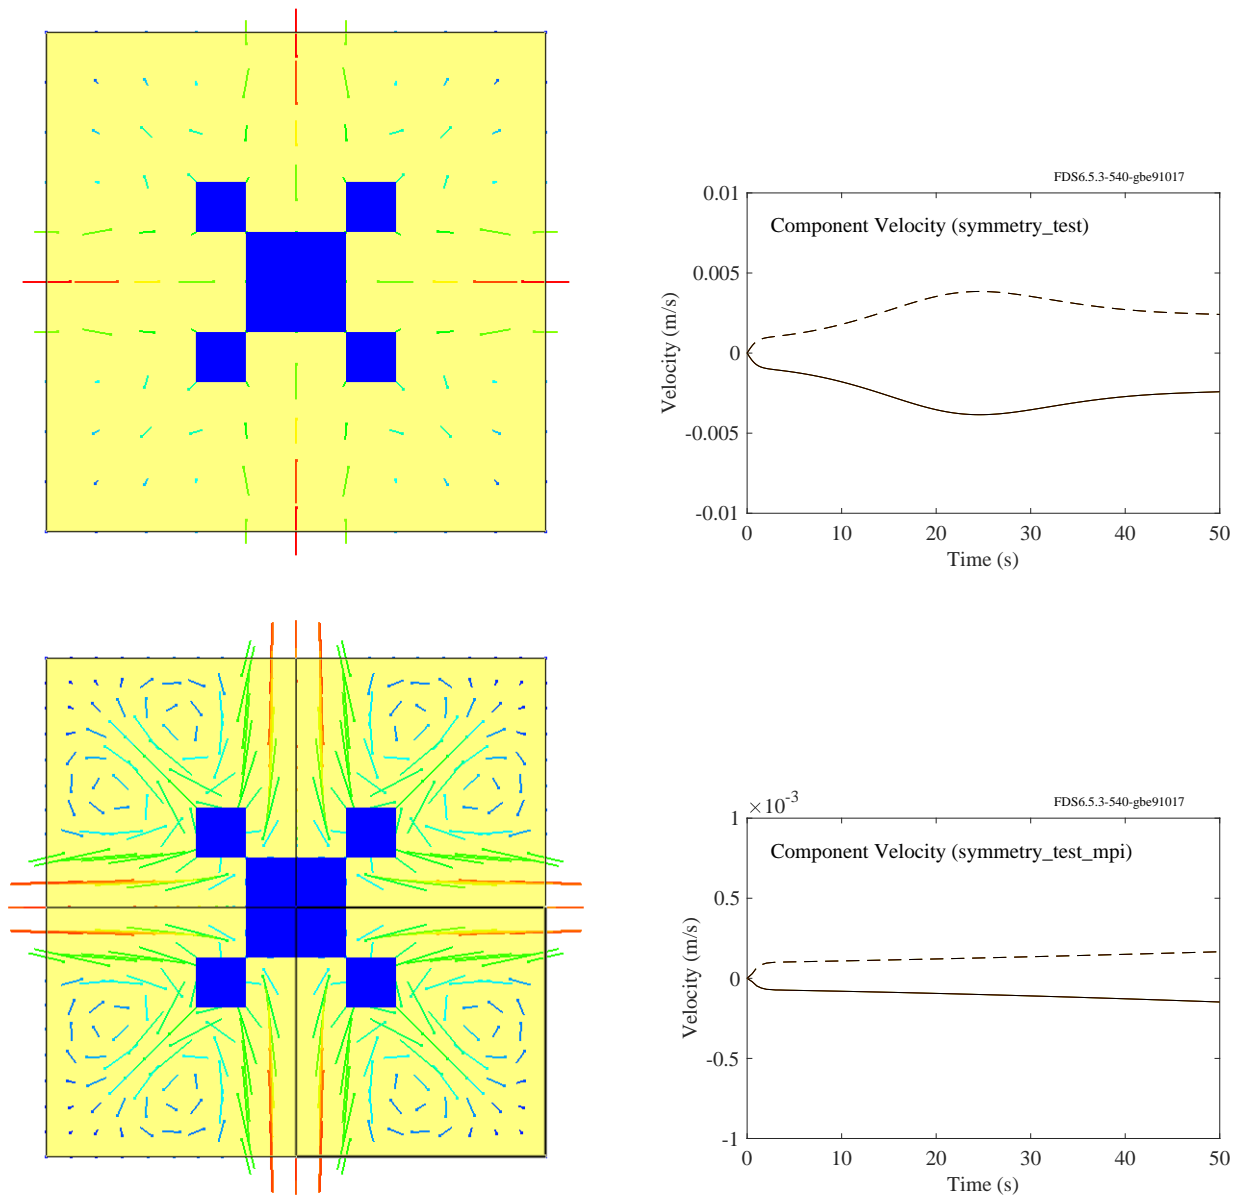 FDS6.5.3-540-gbe91017
Component Velocity (symmetry_test)
0.01
0.005
0
-0.005
-0.01
Velocity (m/s)
0 10 20 30 40 50
Time (s)
×10-3
FDS6.5.3-540-gbe91017
Component Velocity (symmetry_test_mpi)
1
0.5
0
-0.5
-1
Velocity (m/s)
0 10 20 30 40 50
Time (s)